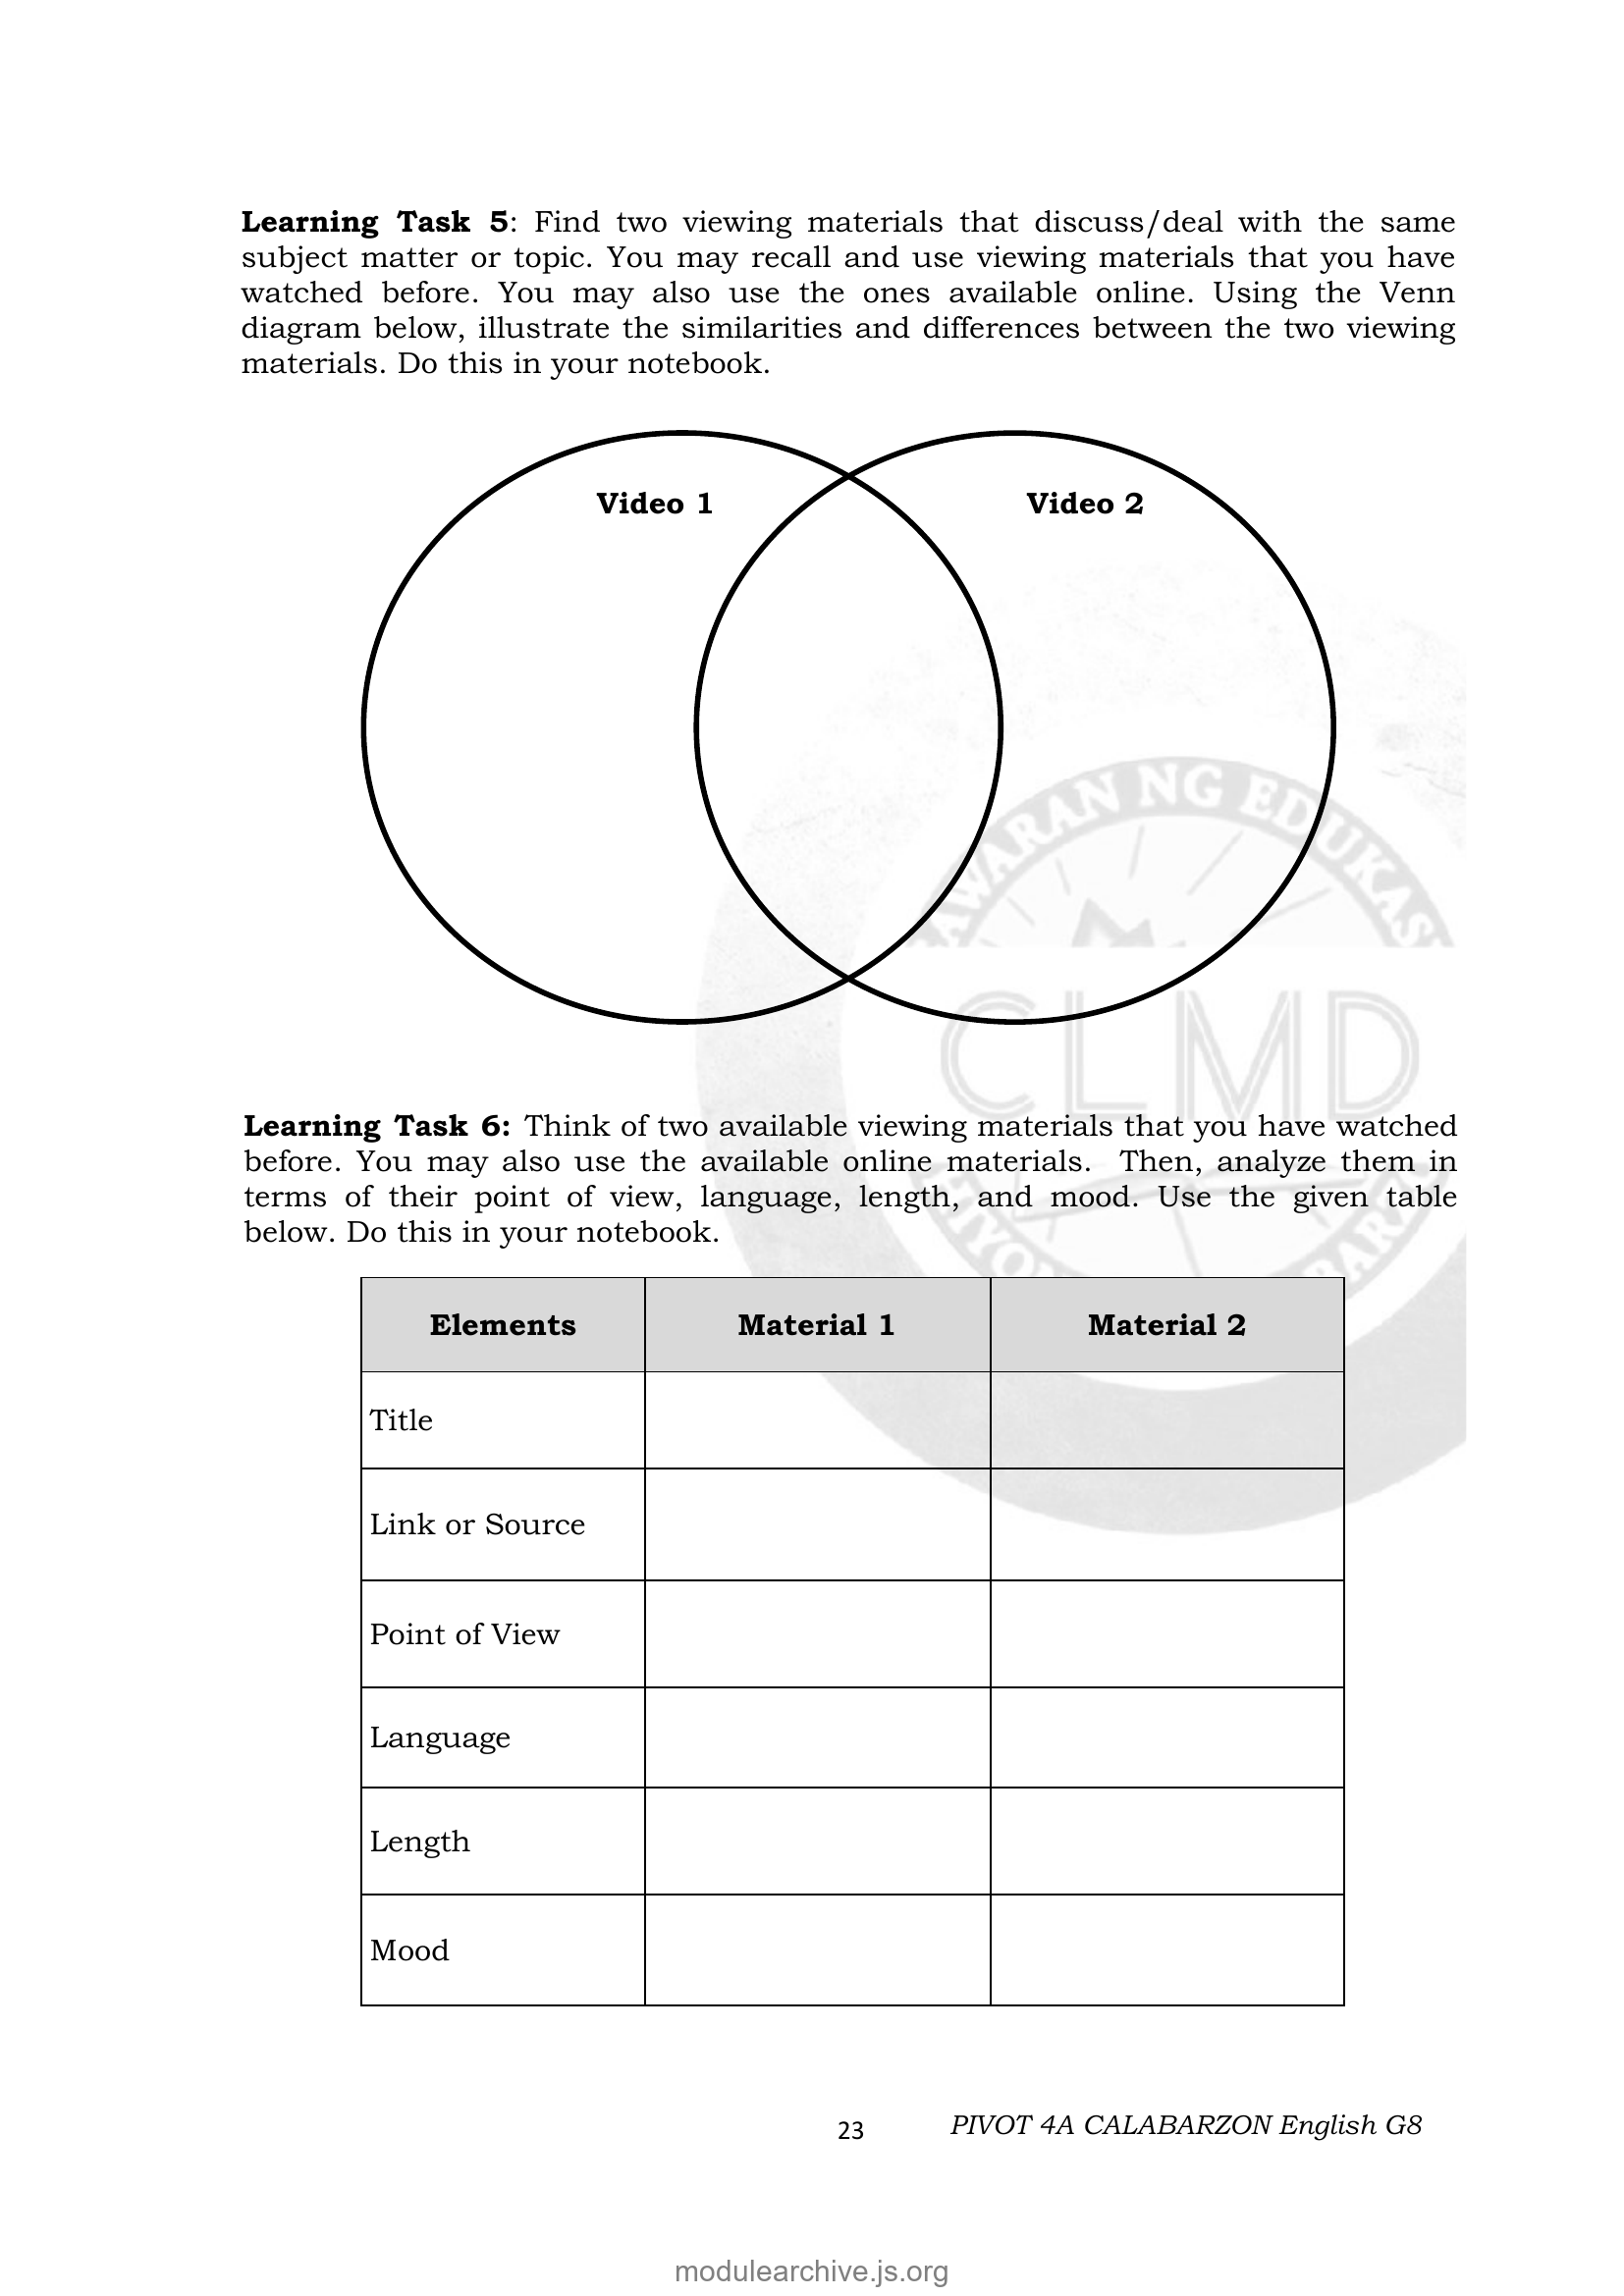 Learning Task 5: Find two viewing materials that discuss/deal with the same
subject matter or topic. You may recall and use viewing materials that you have
watched before. You may also use the ones available online. Using the Venn
diagram below, illustrate the similarities and differences between the two viewing
materials. Do this in your notebook.
Video 1
Video 2
AWARAN NG EDUKAS
CLMD
Learning Task 6: Think of two available viewing materials that you have watched
before. You may also use the available online materials. Then, analyze them in
terms of their point of view, language, length, and mood. Use the given table
below. Do this in your notebook.
Elements Material 1 Material 2
Title
Link or Source
Point of View
Language
Length
Mood
23 PIVOT 4A CALABARZON English G8
modulearchive.js.org